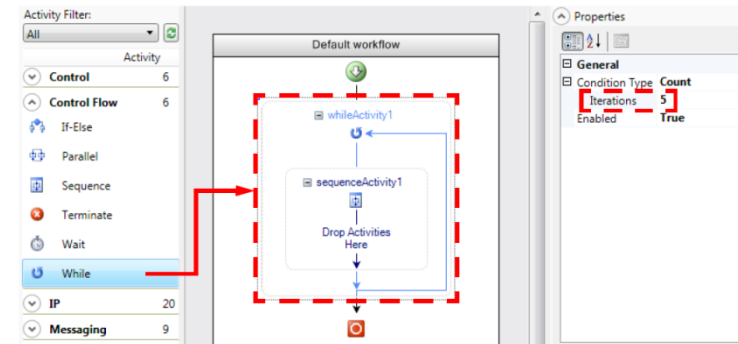 Activity Filter:
All
Activity
Control 6
Control Flow 6
If-Else
Parallel
Sequence
Terminate
Wait
While
IP 20
Messaging 9
Default workflow
whileActivity1
sequenceActivity1
Drop Activities
Here
Properties
General
Condition Type Count
Iterations 5
Enabled True